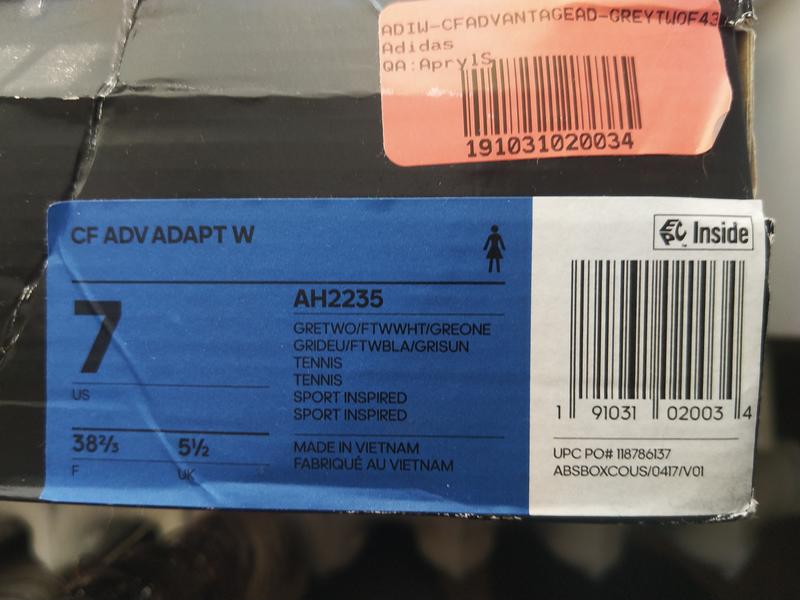 ADIW-CFADVANTAGEAD-GREYTWOF43
Adidas
QA:AprylS
191031020034
CF ADV ADAPT W
EPC Inside
7
US
AH2235
GRETWO/FTWWHT/GREONE
GRIDEU/FTWBLA/GRISUN
TENNIS
TENNIS
SPORT INSPIRED
SPORT INSPIRED
38⅔ 5½
F UK
MADE IN VIETNAM
FABRIQUÉ AU VIETNAM
1 91031 02003 4
UPC PO# 118786137
ABSBOXCOUS/0417/V01